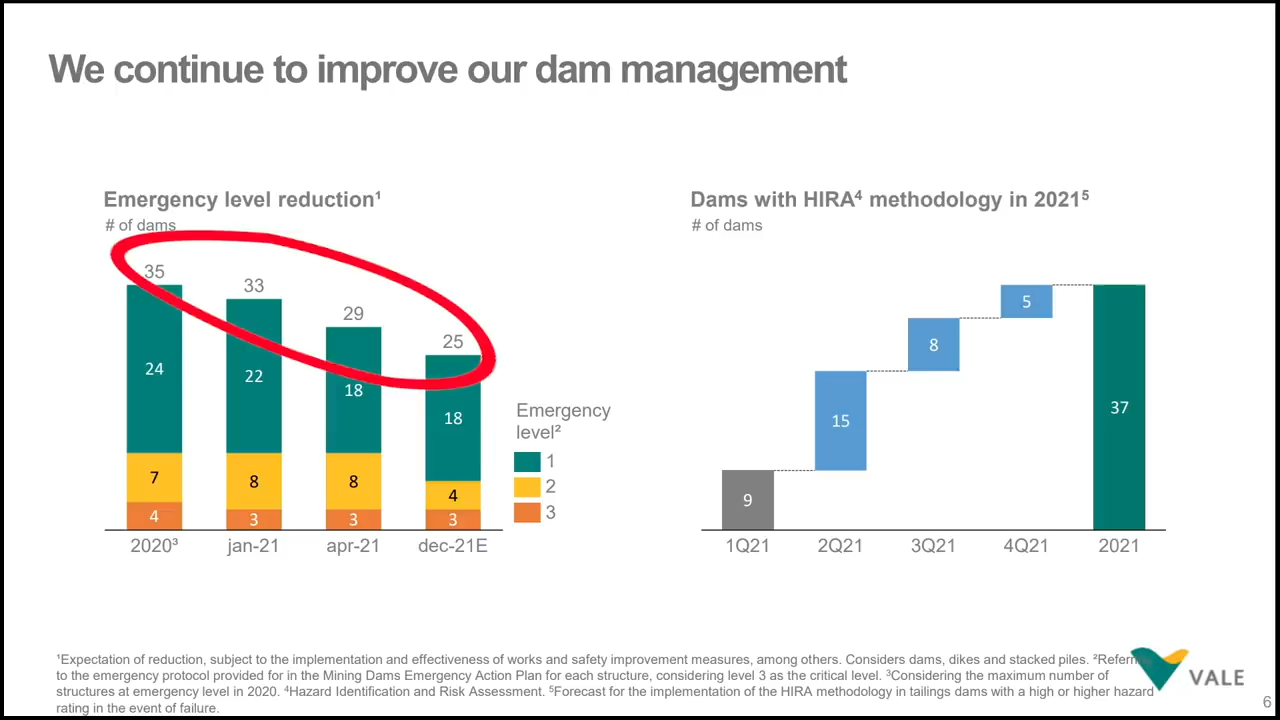 We continue to improve our dam management
Emergency level reduction¹
# of dams
35
33
29
25
24
22
18
18
7
8
8
4
4
3
3
3
2020³
jan-21
apr-21
dec-21E
Emergency
level²
1
2
3
Dams with HIRA⁴ methodology in 2021⁵
# of dams
9
15
8
5
37
1Q21
2Q21
3Q21
4Q21
2021
¹Expectation of reduction, subject to the implementation and effectiveness of works and safety improvement measures, among others. Considers dams, dikes and stacked piles. ²Referring
to the emergency protocol provided for in the Mining Dams Emergency Action Plan for each structure, considering level 3 as the critical level. ³Considering the maximum number of
structures at emergency level in 2020. ⁴Hazard Identification and Risk Assessment. ⁵Forecast for the implementation of the HIRA methodology in tailings dams with a high or higher hazard
rating in the event of failure.
VALE
6